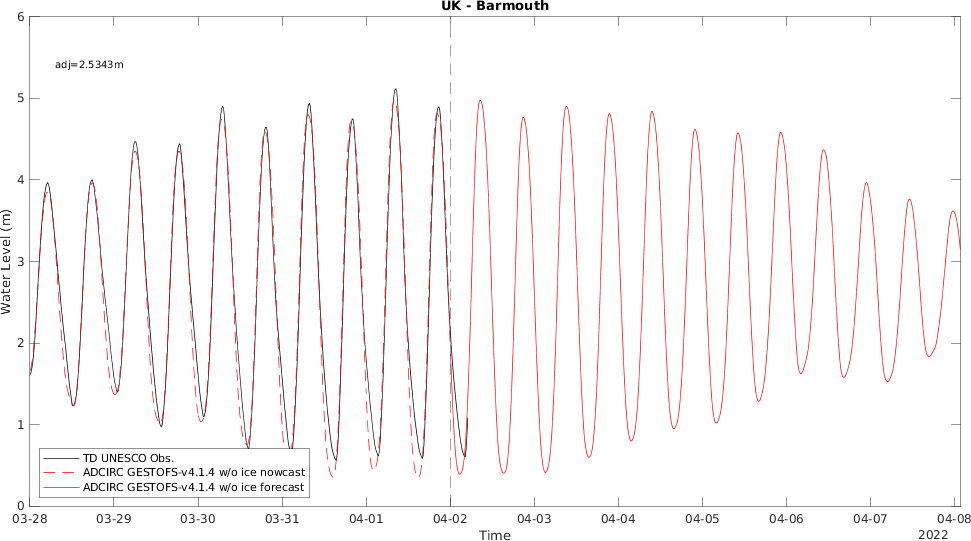 UK - Barmouth
6
adj=2.5343m
5
4
3
2
1
0
Water Level (m)
TD UNESCO Obs.
ADCIRC GESTOFS-v4.1.4 w/o ice nowcast
ADCIRC GESTOFS-v4.1.4 w/o ice forecast
03-28 03-29 03-30 03-31 04-01 04-02 04-03 04-04 04-05 04-06 04-07 04-08
Time
2022